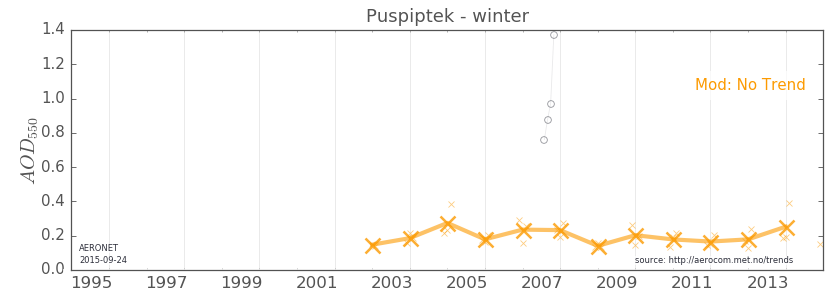 Puspiptek - winter
1.4
1.2
1.0
0.8
0.6
0.4
0.2
0.0
AOD550
Mod: No Trend
AERONET
2015-09-24
source: http://aerocom.met.no/trends
1995 1997 1999 2001 2003 2005 2007 2009 2011 2013